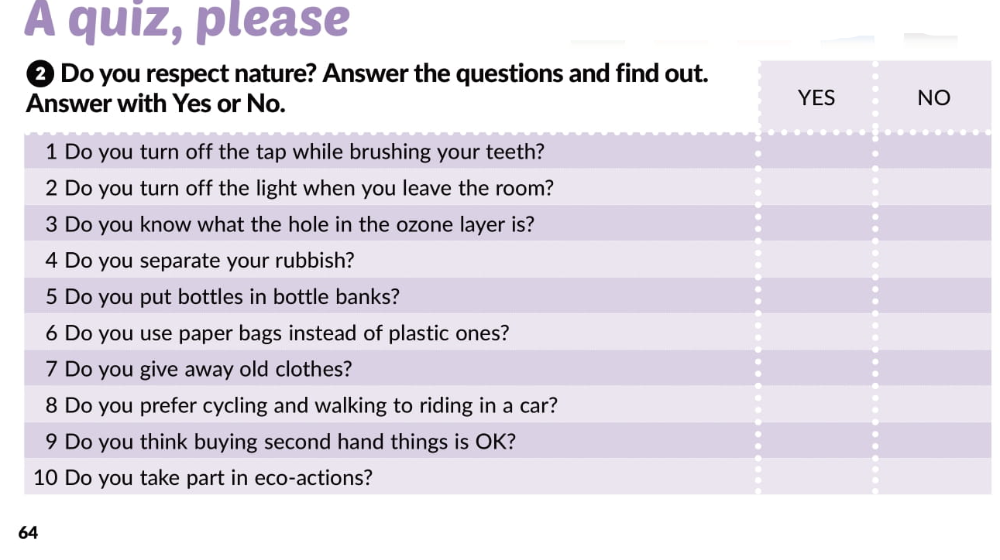 A quiz, please
2 Do you respect nature? Answer the questions and find out.
Answer with Yes or No.
YES NO
1 Do you turn off the tap while brushing your teeth?
2 Do you turn off the light when you leave the room?
3 Do you know what the hole in the ozone layer is?
4 Do you separate your rubbish?
5 Do you put bottles in bottle banks?
6 Do you use paper bags instead of plastic ones?
7 Do you give away old clothes?
8 Do you prefer cycling and walking to riding in a car?
9 Do you think buying second hand things is OK?
10 Do you take part in eco-actions?
64